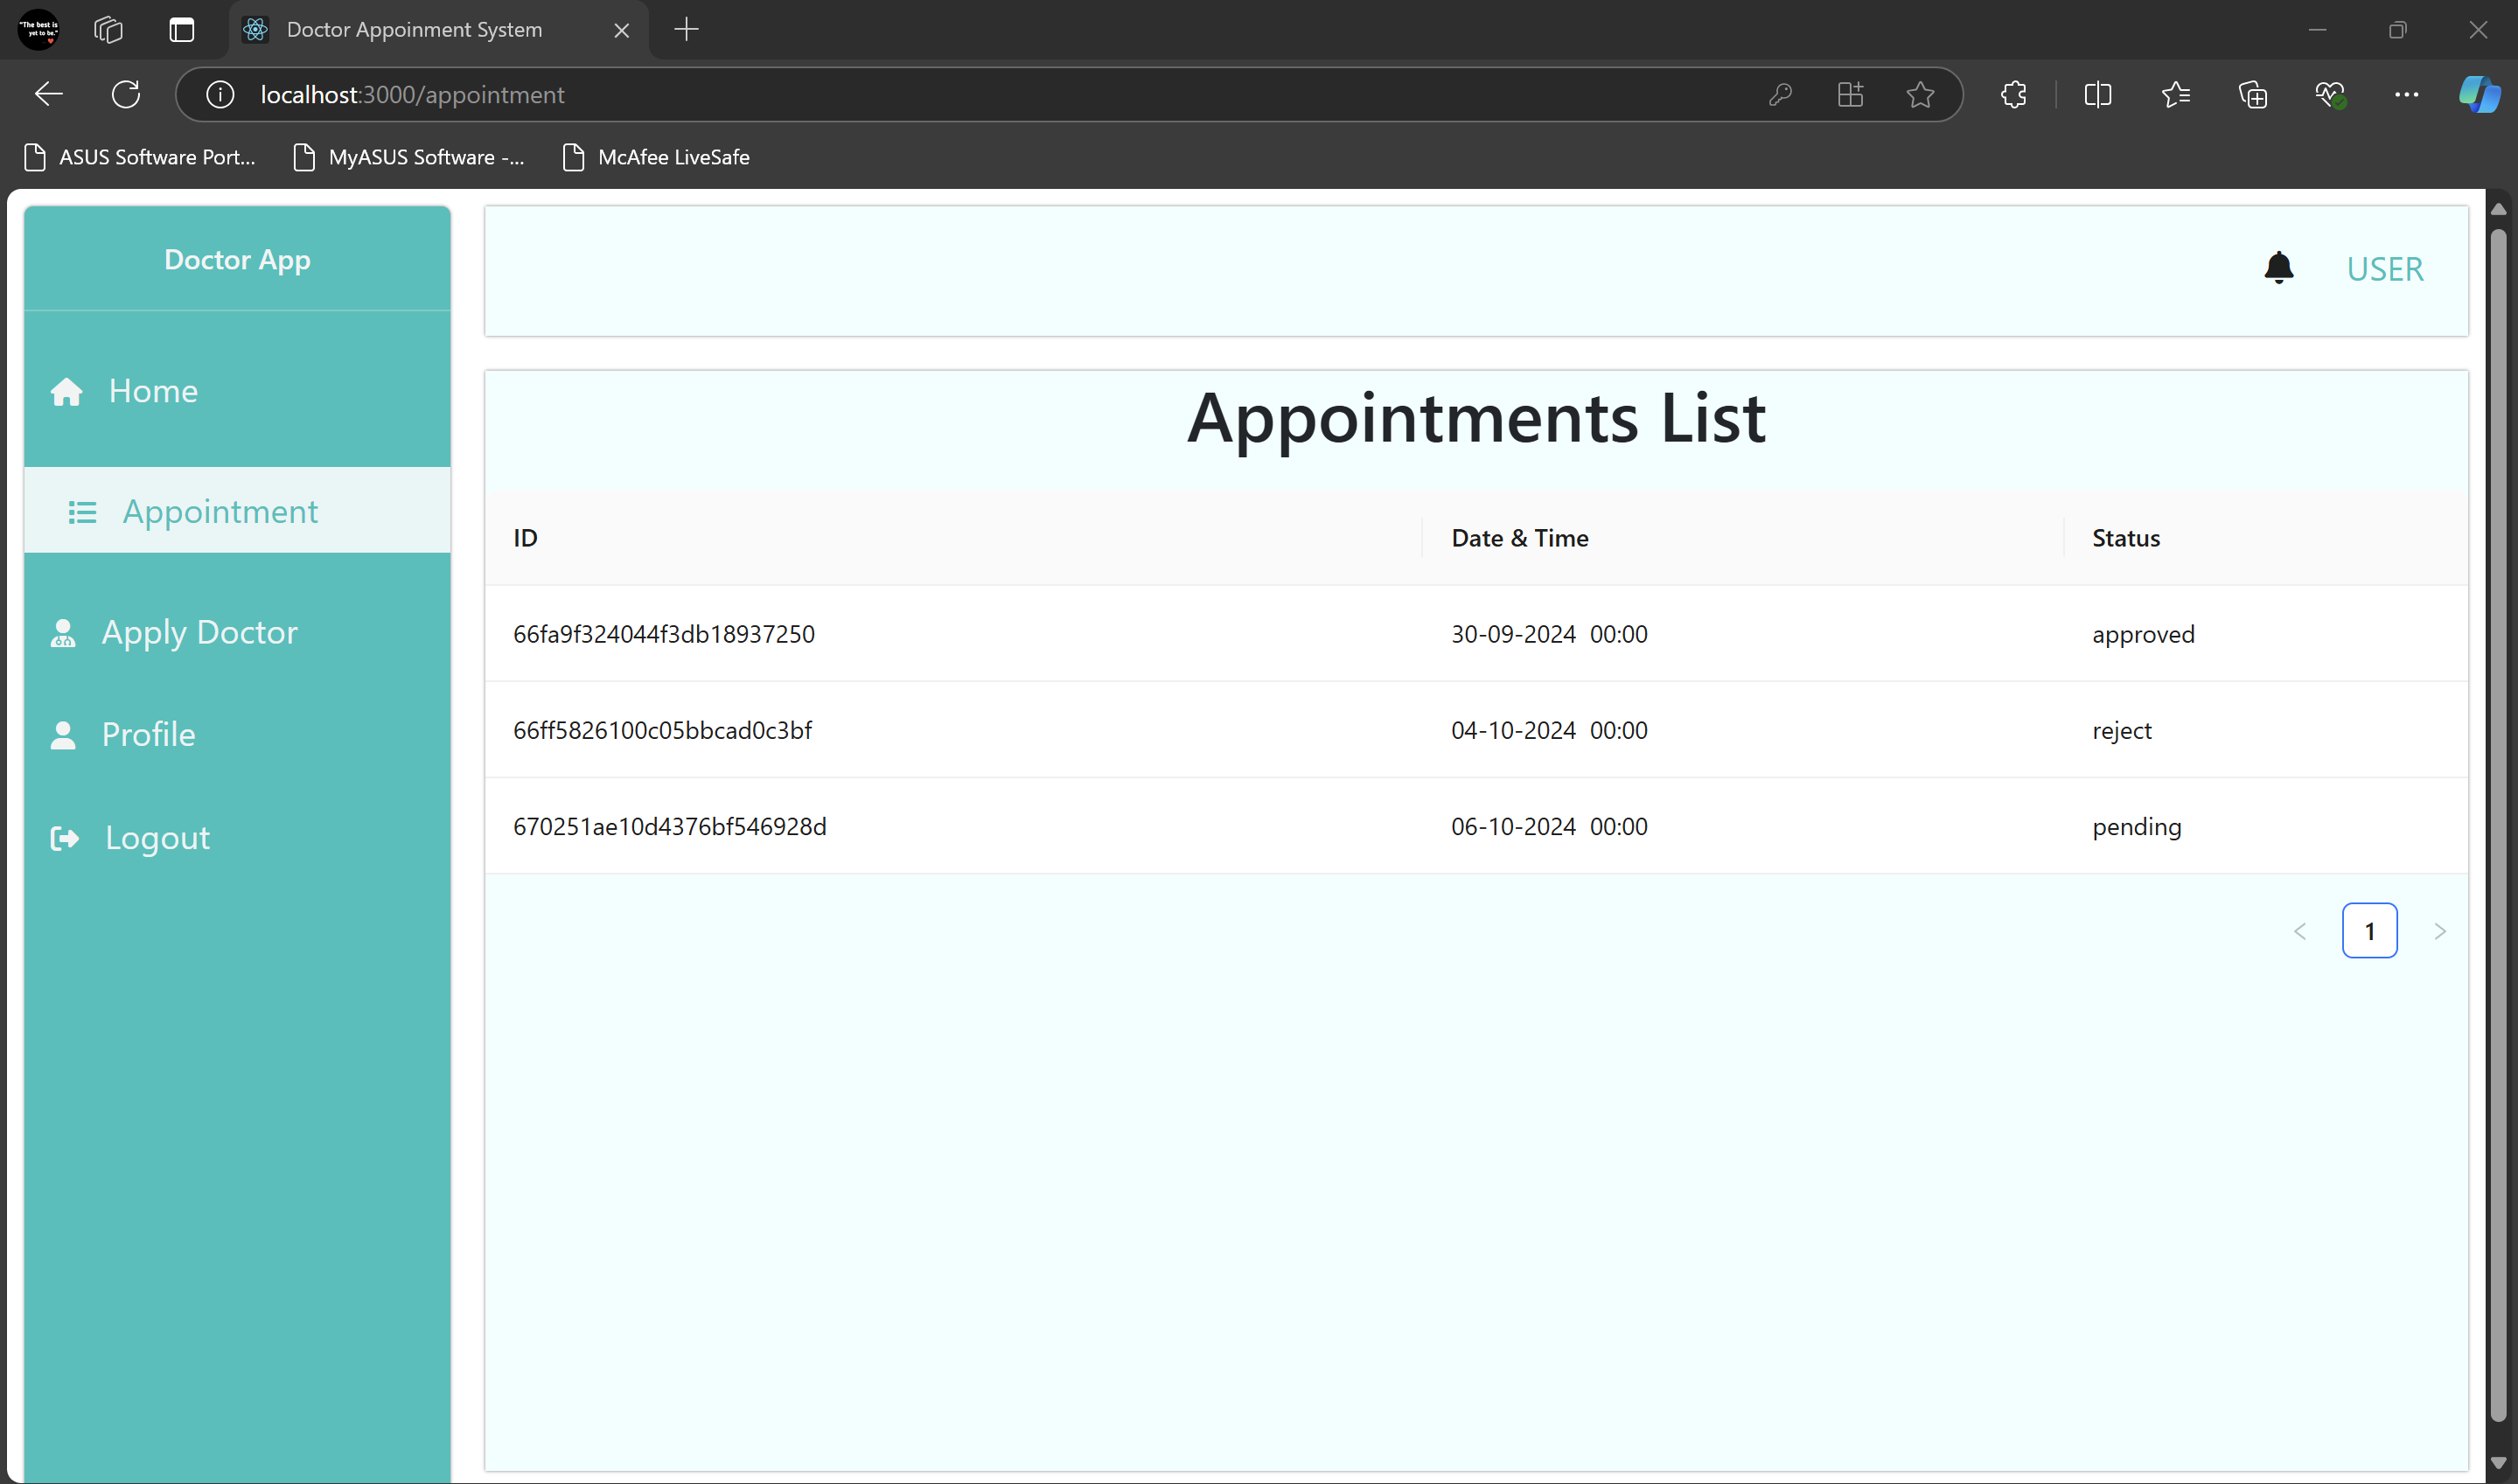 "The best is
yet to be."
Doctor Appoinment System
localhost:3000/appointment
ASUS Software Port...
MyASUS Software -...
McAfee LiveSafe
Doctor App
USER
Home
Appointment
Apply Doctor
Profile
Logout
Appointments List
ID Date & Time Status
66fa9f324044f3db18937250 30-09-2024 00:00 approved
66ff5826100c05bbcad0c3bf 04-10-2024 00:00 reject
670251ae10d4376bf546928d 06-10-2024 00:00 pending
1